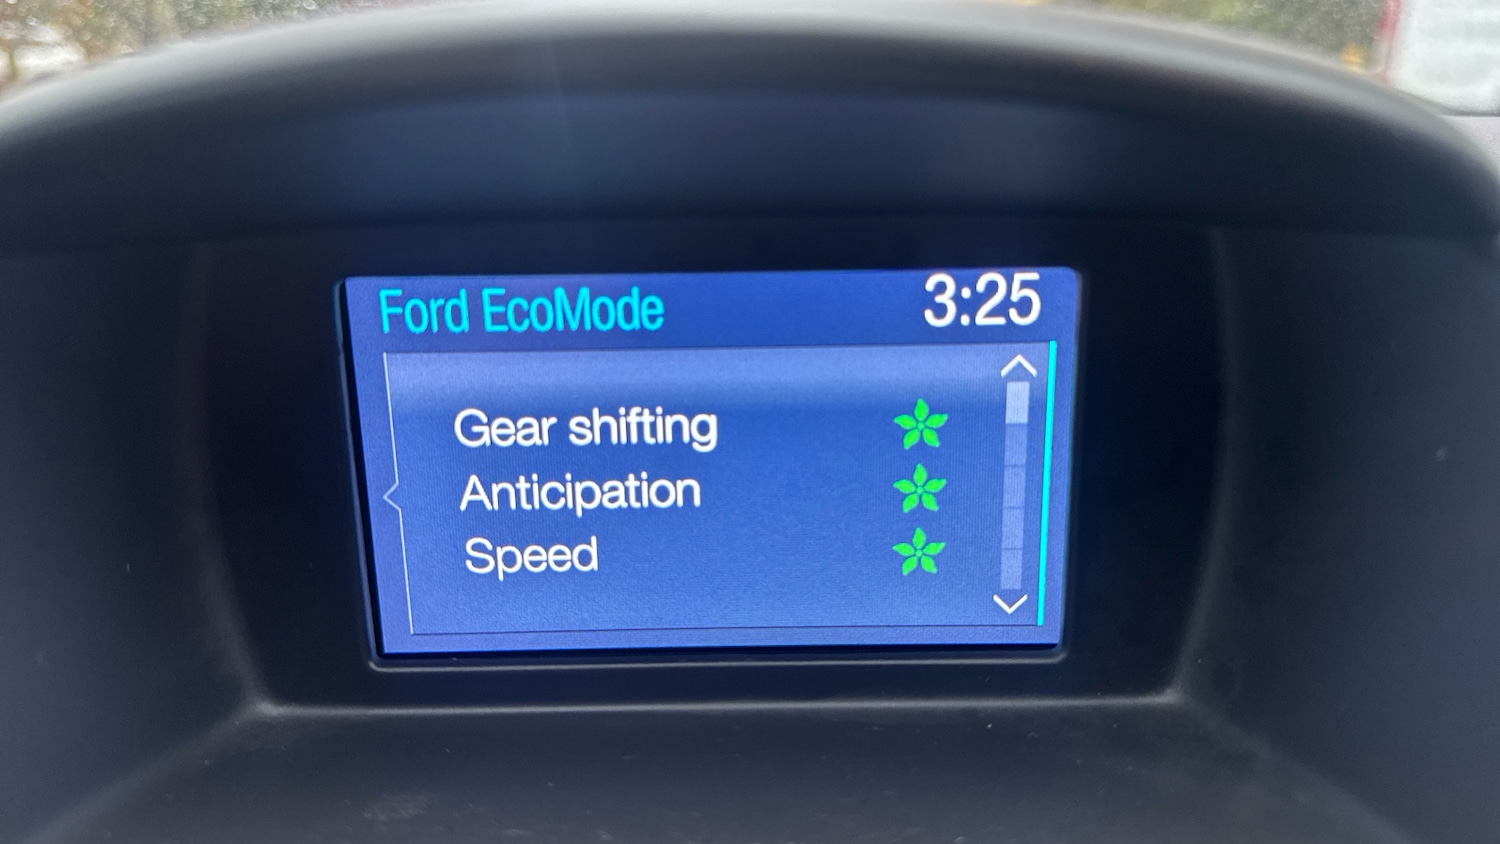 Ford EcoMode 3:25
Gear shifting
Anticipation
Speed